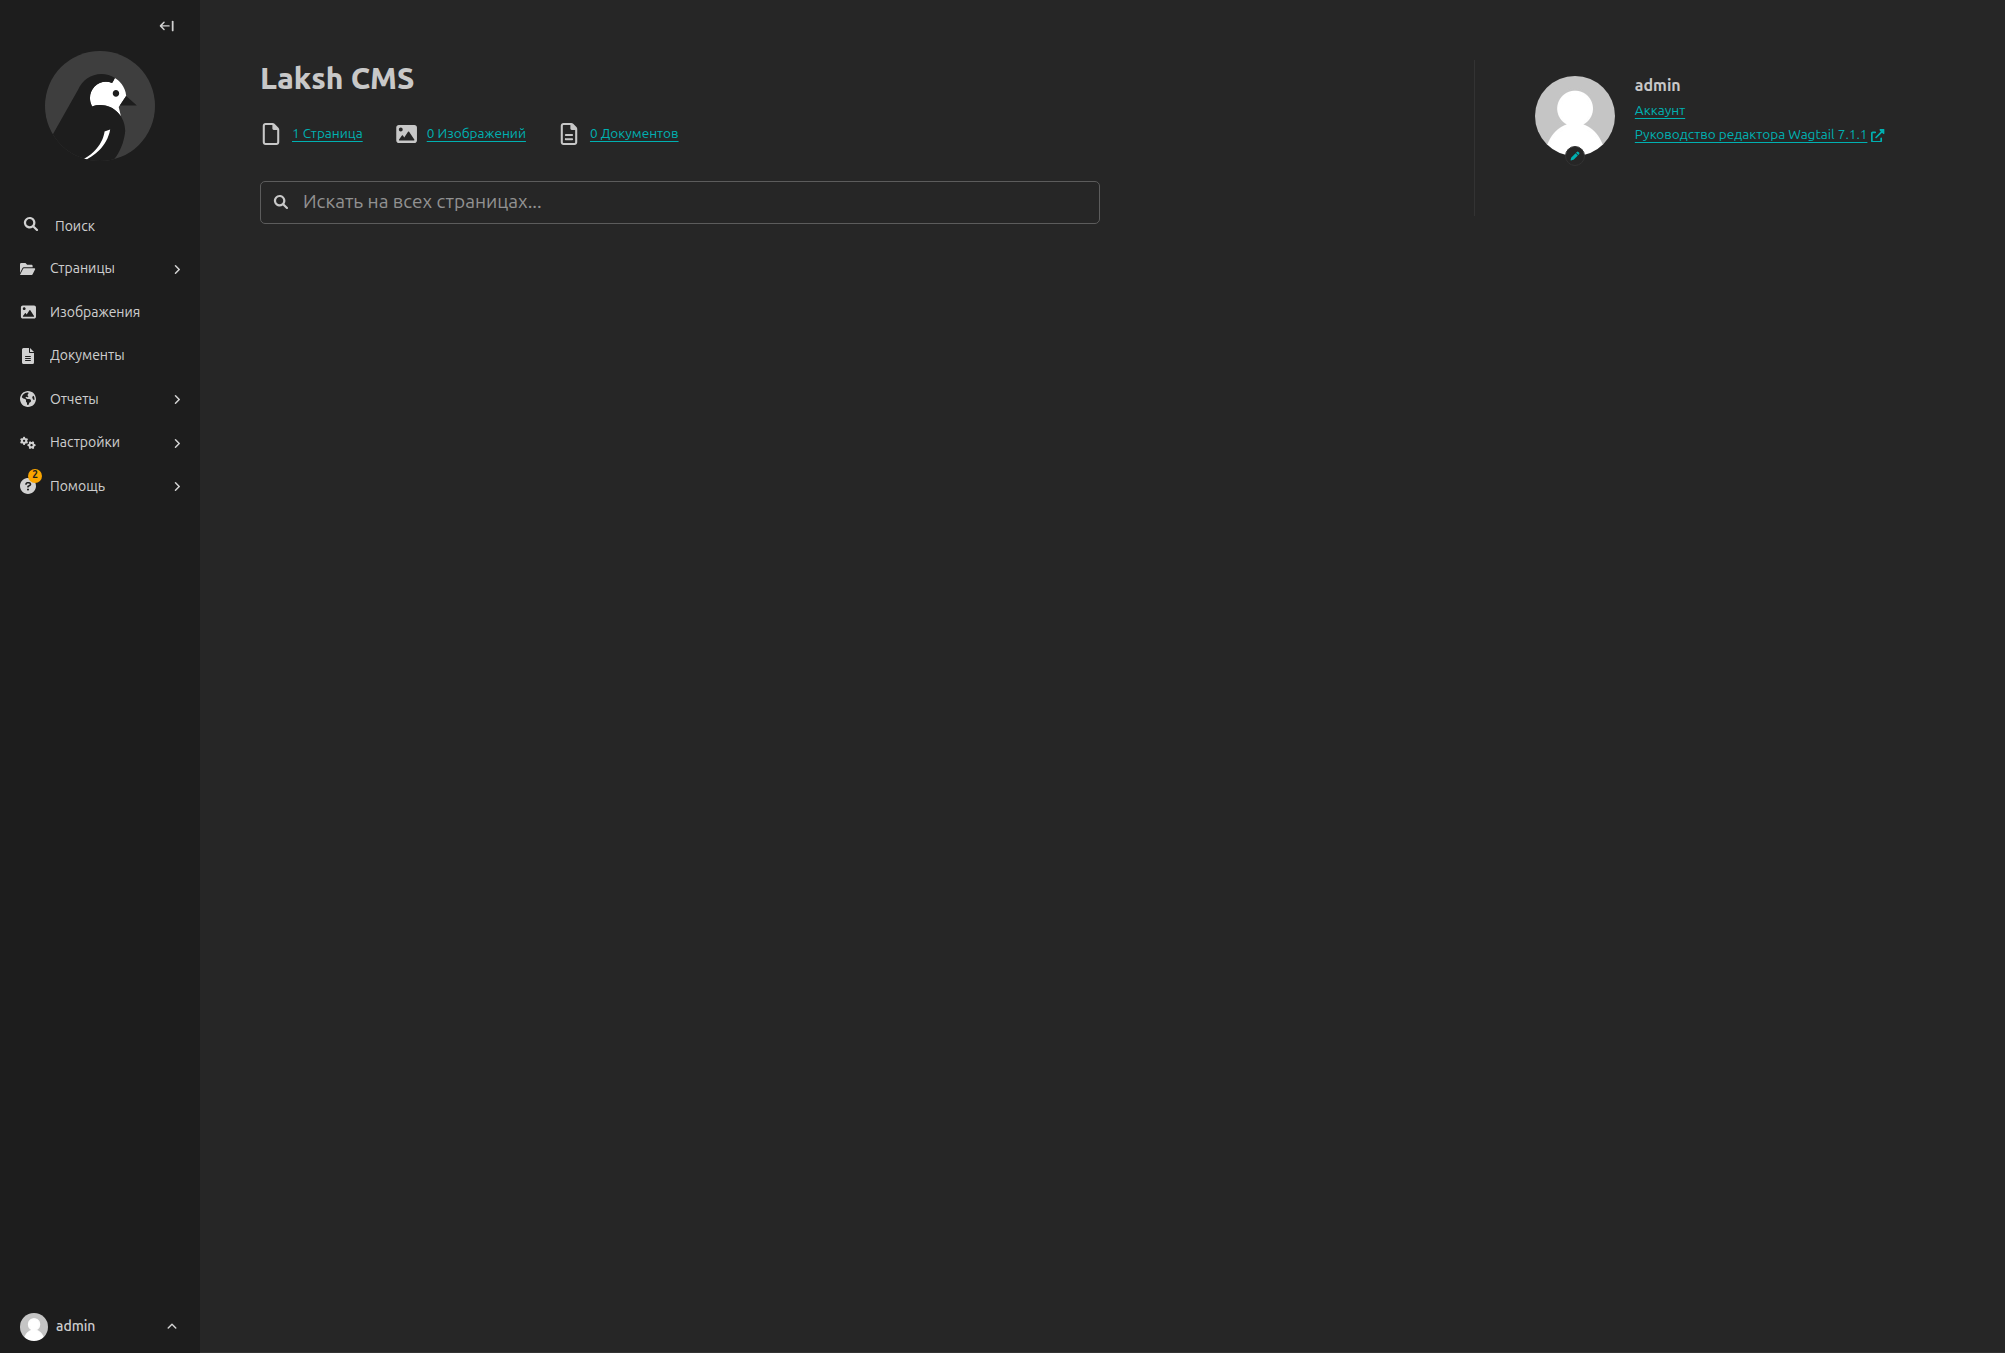 Laksh CMS
1 Страница
0 Изображений
0 Документов
Искать на всех страницах…
admin
Аккаунт
Руководство редактора Wagtail 7.1.1
Поиск
Страницы
Изображения
Документы
Отчеты
Настройки
2
Помощь
admin